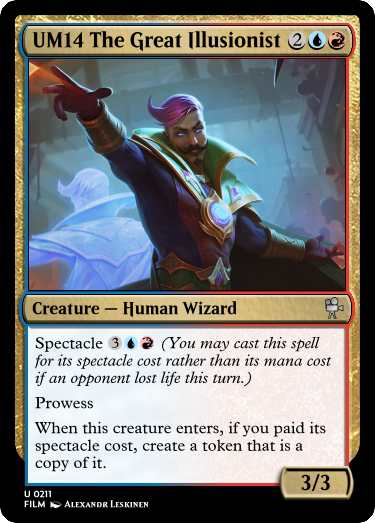 UM14 The Great Illusionist 2
Creature — Human Wizard
Spectacle 3 (You may cast this spell
for its spectacle cost rather than its mana cost
if an opponent lost life this turn.)
Prowess
When this creature enters, if you paid its
spectacle cost, create a token that is a
copy of it.
3/3
U 0211
FILM Alexandr Leskinen